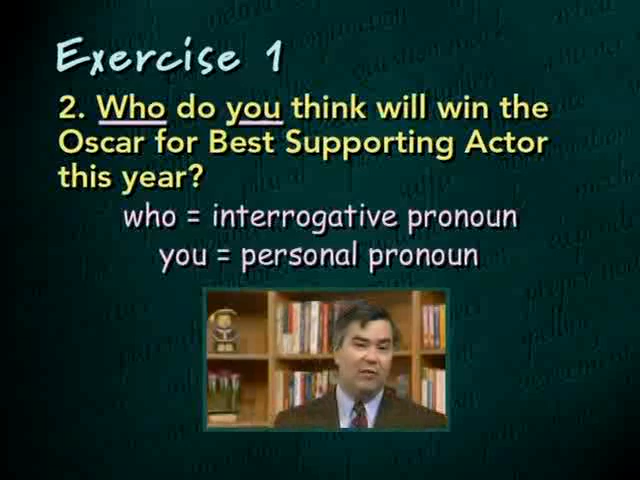 Exercise 1
2. Who do you think will win the
Oscar for Best Supporting Actor
this year?
who = interrogative pronoun
you = personal pronoun